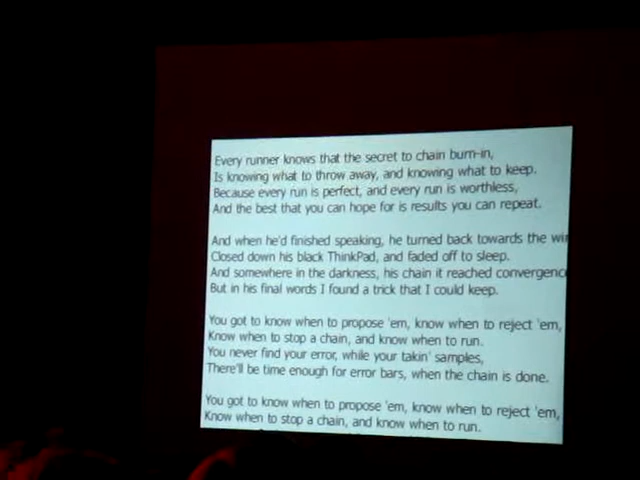 Every runner knows that the secret to chain burn-in,
Is knowing what to throw away, and knowing what to keep.
Because every run is perfect, and every run is worthless,
And the best that you can hope for is results you can repeat.
And when he'd finished speaking, he turned back towards the win
Closed down his black ThinkPad, and faded off to sleep.
And somewhere in the darkness, his chain it reached convergenc
But in his final words I found a trick that I could keep.
You got to know when to propose 'em, know when to reject 'em,
Know when to stop a chain, and know when to run.
You never find your error, while your takin' samples,
There'll be time enough for error bars, when the chain is done.
You got to know when to propose 'em, know when to reject 'em,
Know when to stop a chain, and know when to run.